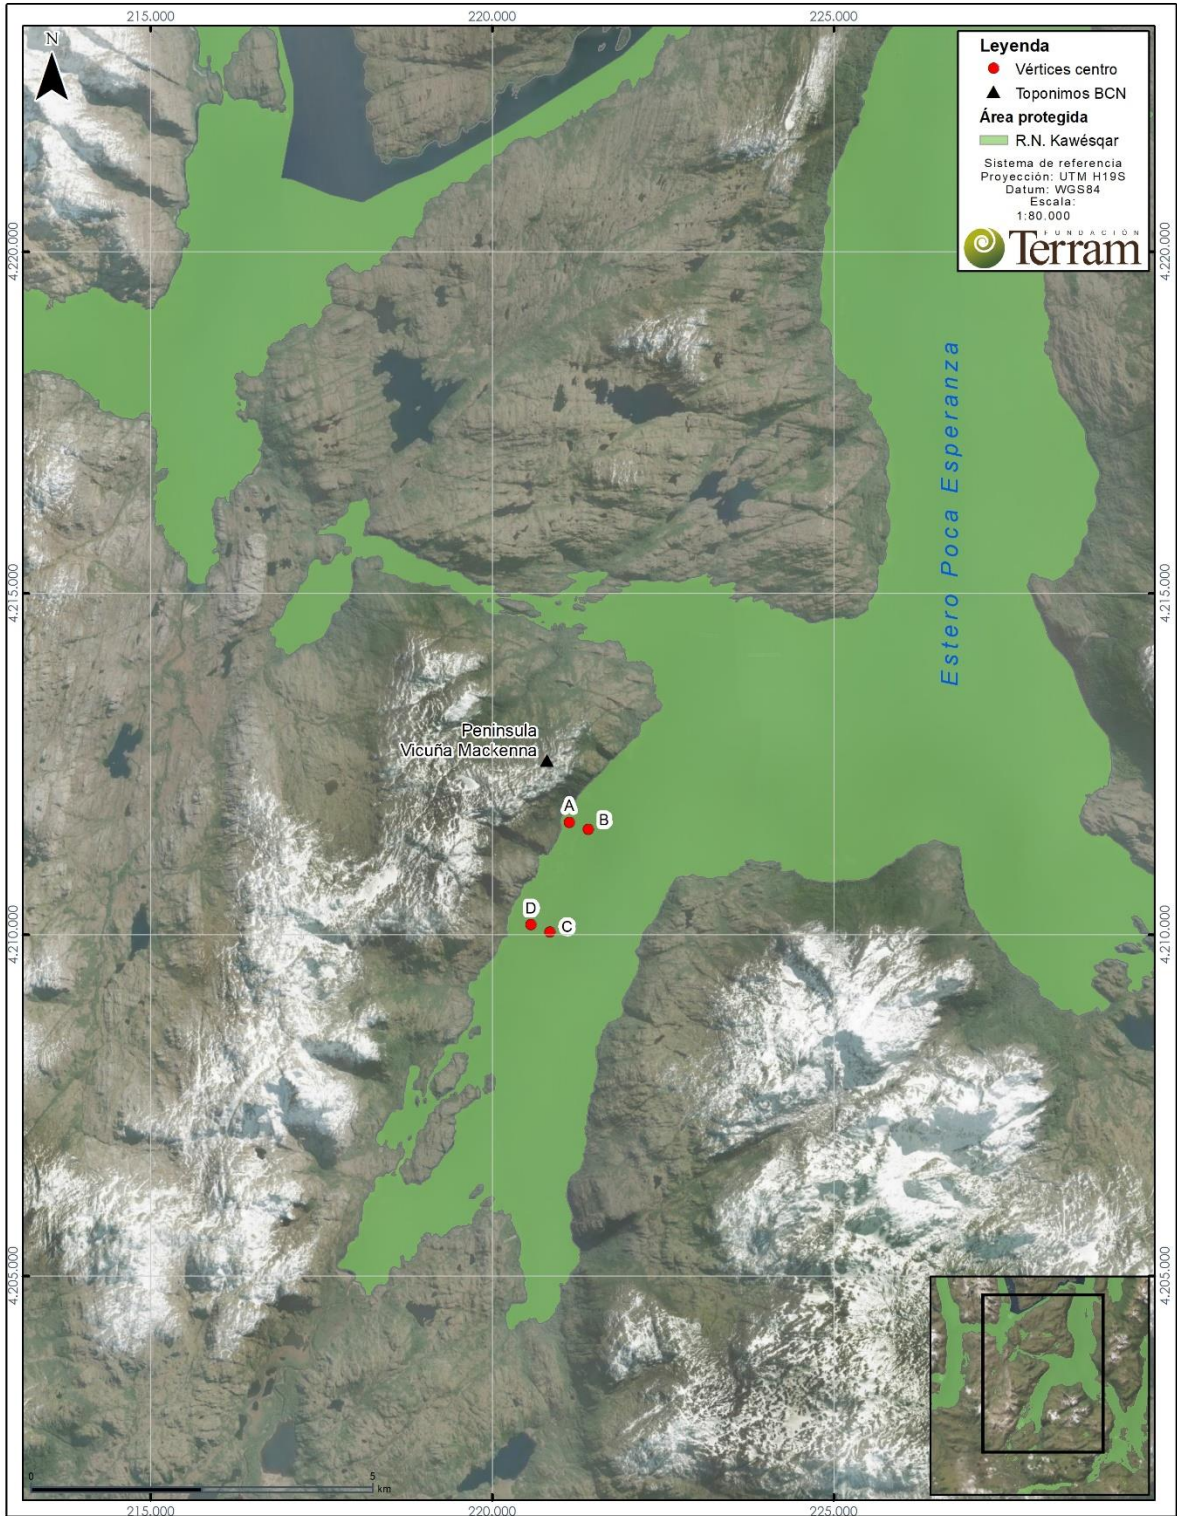 215.000
220.000
225.000
N
Leyenda
Vértices centro
Toponimos BCN
Área protegida
R.N. Kawésqar
Sistema de referencia
Proyección: UTM H19S
Datum: WGS84
Escala:
1:80.000
FUNDACIÓN
Terram
4.220.000
4.220.000
Estero Poca Esperanza
4.215.000
4.215.000
Peninsula
Vicuña Mackenna
A
B
D
C
4.210.000
4.210.000
4.205.000
4.205.000
0
5
km
215.000
220.000
225.000